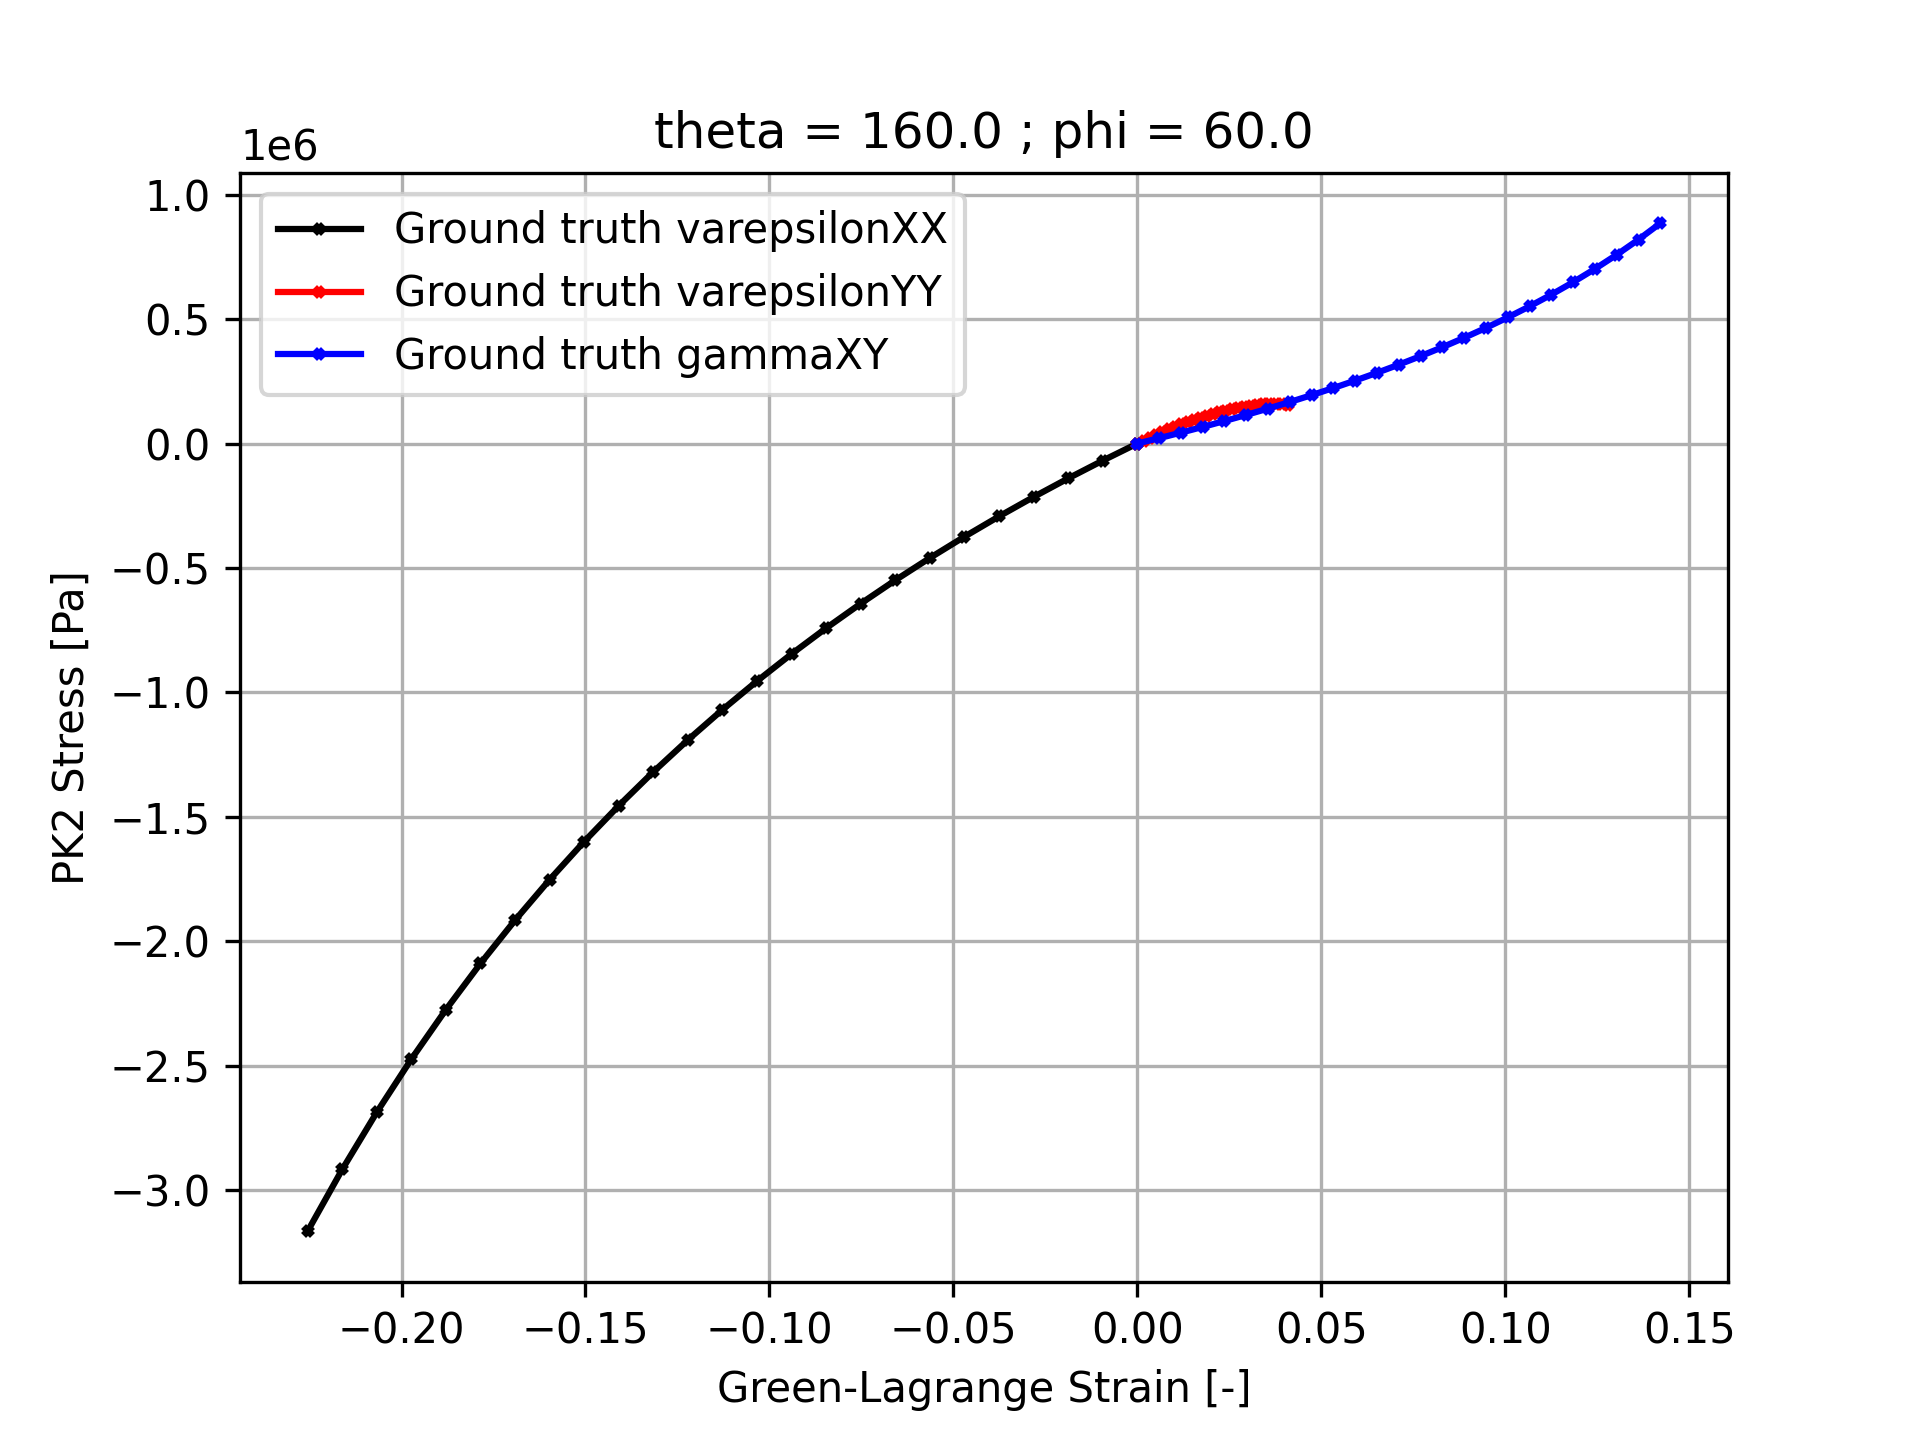 theta = 160.0 ; phi = 60.0
1e6
Ground truth varepsilonXX
Ground truth varepsilonYY
Ground truth gammaXY
1.0
0.5
0.0
−0.5
−1.0
−1.5
−2.0
−2.5
−3.0
PK2 Stress [Pa]
−0.20 −0.15 −0.10 −0.05 0.00 0.05 0.10 0.15
Green-Lagrange Strain [-]